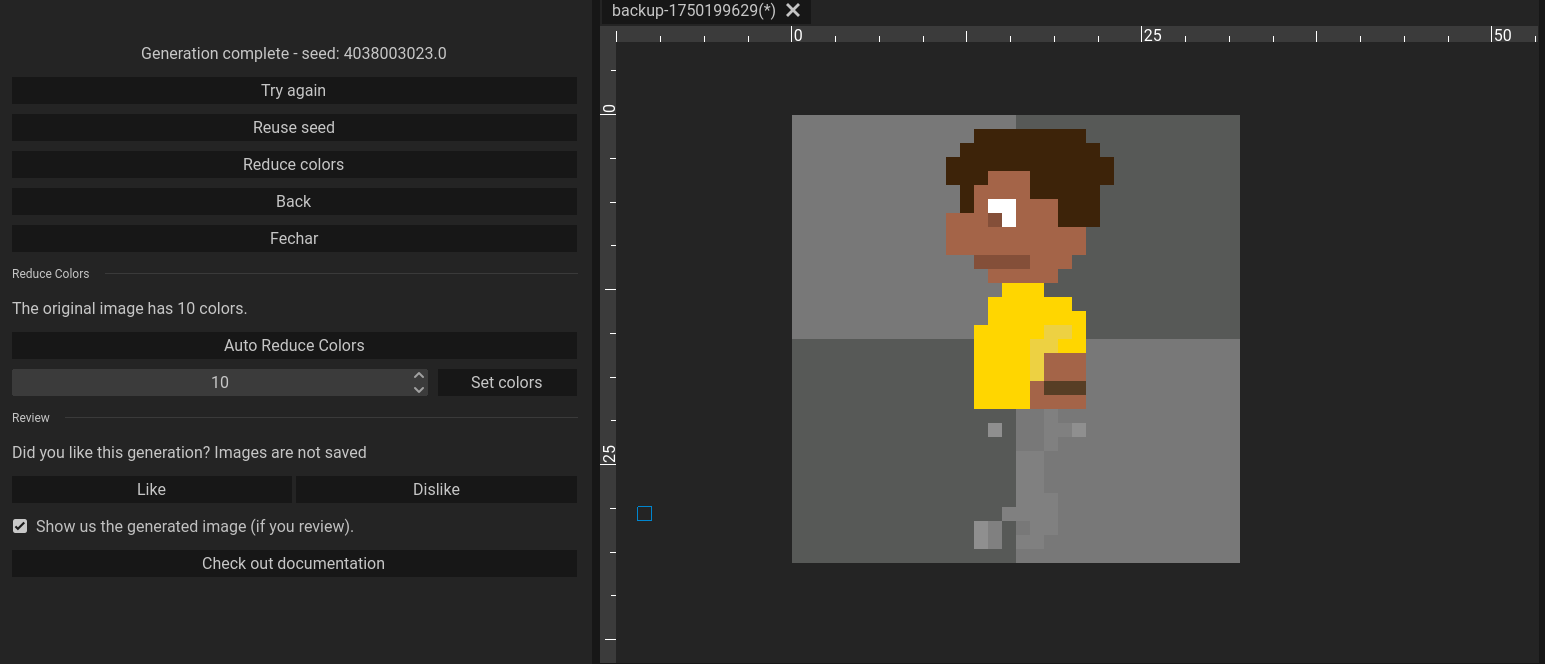 backup-1750199629(*)
Generation complete - seed: 4038003023.0
Try again
Reuse seed
Reduce colors
Back
Fechar
Reduce Colors
The original image has 10 colors.
Auto Reduce Colors
10 Set colors
Review
Did you like this generation? Images are not saved
Like Dislike
Show us the generated image (if you review).
Check out documentation
0 25 50
0
25